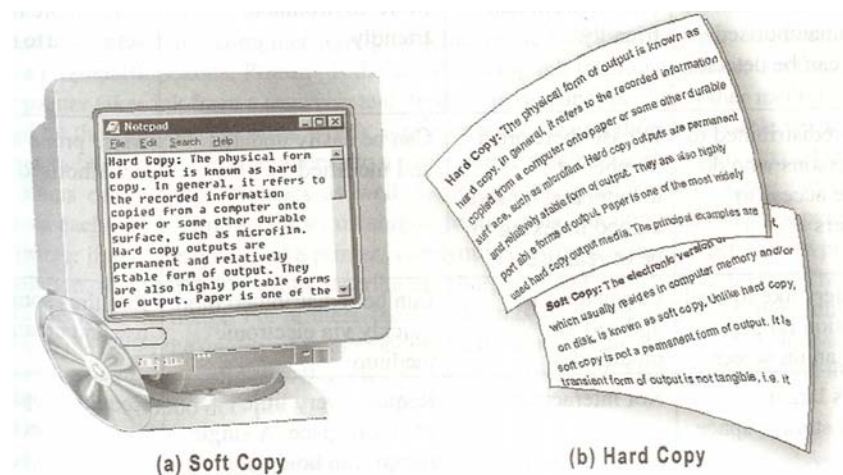 Notepad
File Edit Search Help
Hard Copy: The physical form
of output is known as hard
copy. In general, it refers to
the recorded information
copied from a computer onto
paper or some other durable
surface, such as microfilm.
Hard copy outputs are
permanent and relatively
stable form of output. They
are also highly portable forms
of output. Paper is one of the
(a) Soft Copy
Hard Copy: The physical form of output is known as
hard copy. In general, it refers to the recorded information
copied from a computer onto paper or some other durable
surface, such as microfilm. Hard copy outputs are permanent
and relatively stable form of output. They are also highly
portable forms of output. Paper is one of the most widely
used hard copy output media. The principal examples are
Soft Copy: The electronic version of
which usually resides in computer memory and/or
on disk, is known as soft copy. Unlike hard copy,
soft copy is not a permanent form of output. It is
transient form of output is not tangible, i.e. it
(b) Hard Copy